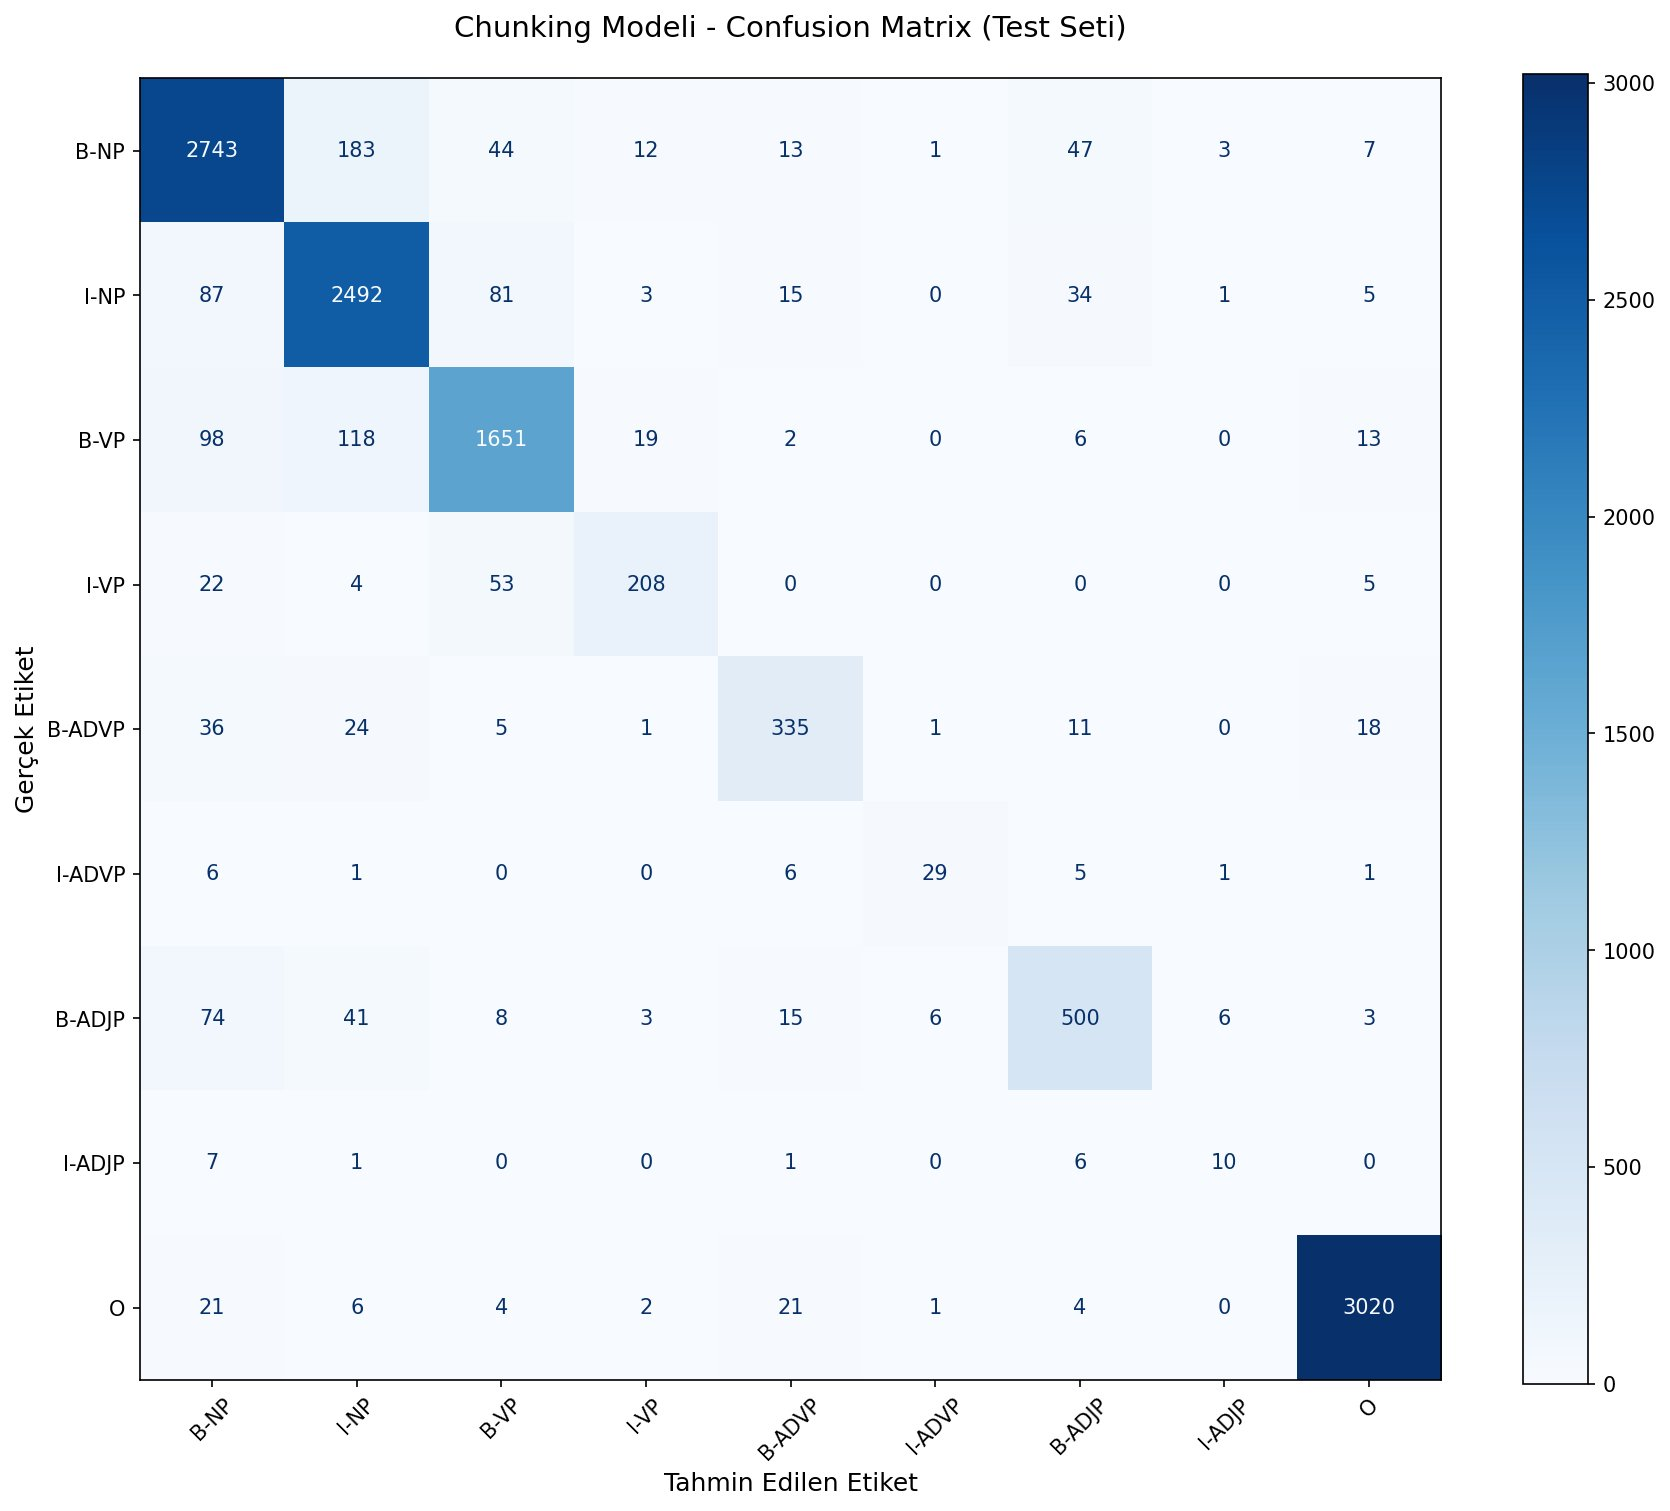 Chunking Modeli - Confusion Matrix (Test Seti)
B-NP 2743 183 44 12 13 1 47 3 7
I-NP 87 2492 81 3 15 0 34 1 5
B-VP 98 118 1651 19 2 0 6 0 13
I-VP 22 4 53 208 0 0 0 0 5
B-ADVP 36 24 5 1 335 1 11 0 18
I-ADVP 6 1 0 0 6 29 5 1 1
B-ADJP 74 41 8 3 15 6 500 6 3
I-ADJP 7 1 0 0 1 0 6 10 0
O 21 6 4 2 21 1 4 0 3020
B-NP I-NP B-VP I-VP B-ADVP I-ADVP B-ADJP I-ADJP O
Tahmin Edilen Etiket
Gerçek Etiket
3000
2500
2000
1500
1000
500
0